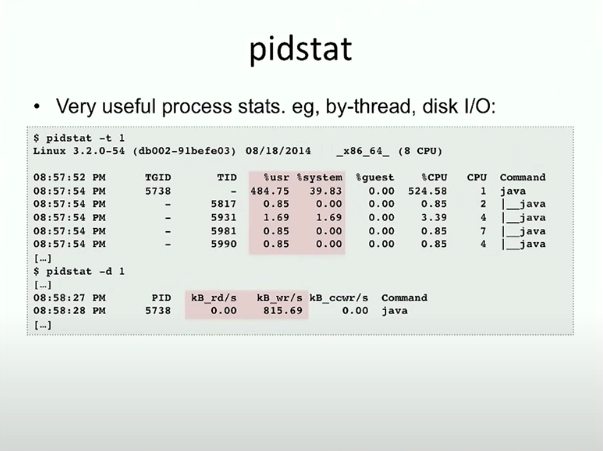 pidstat
• Very useful process stats. eg, by-thread, disk I/O:
$ pidstat -t 1
Linux 3.2.0-54 (db002-91befe03) 08/18/2014 _x86_64_ (8 CPU)
08:57:52 PM TGID TID %usr %system %guest %CPU CPU Command
08:57:54 PM 5738 - 484.75 39.83 0.00 524.58 1 java
08:57:54 PM - 5817 0.85 0.00 0.00 0.85 2 |__java
08:57:54 PM - 5931 1.69 1.69 0.00 3.39 4 |__java
08:57:54 PM - 5981 0.85 0.00 0.00 0.85 7 |__java
08:57:54 PM - 5990 0.85 0.00 0.00 0.85 4 |__java
[…]
$ pidstat -d 1
[…]
08:58:27 PM PID kB_rd/s kB_wr/s kB_ccwr/s Command
08:58:28 PM 5738 0.00 815.69 0.00 java
[…]